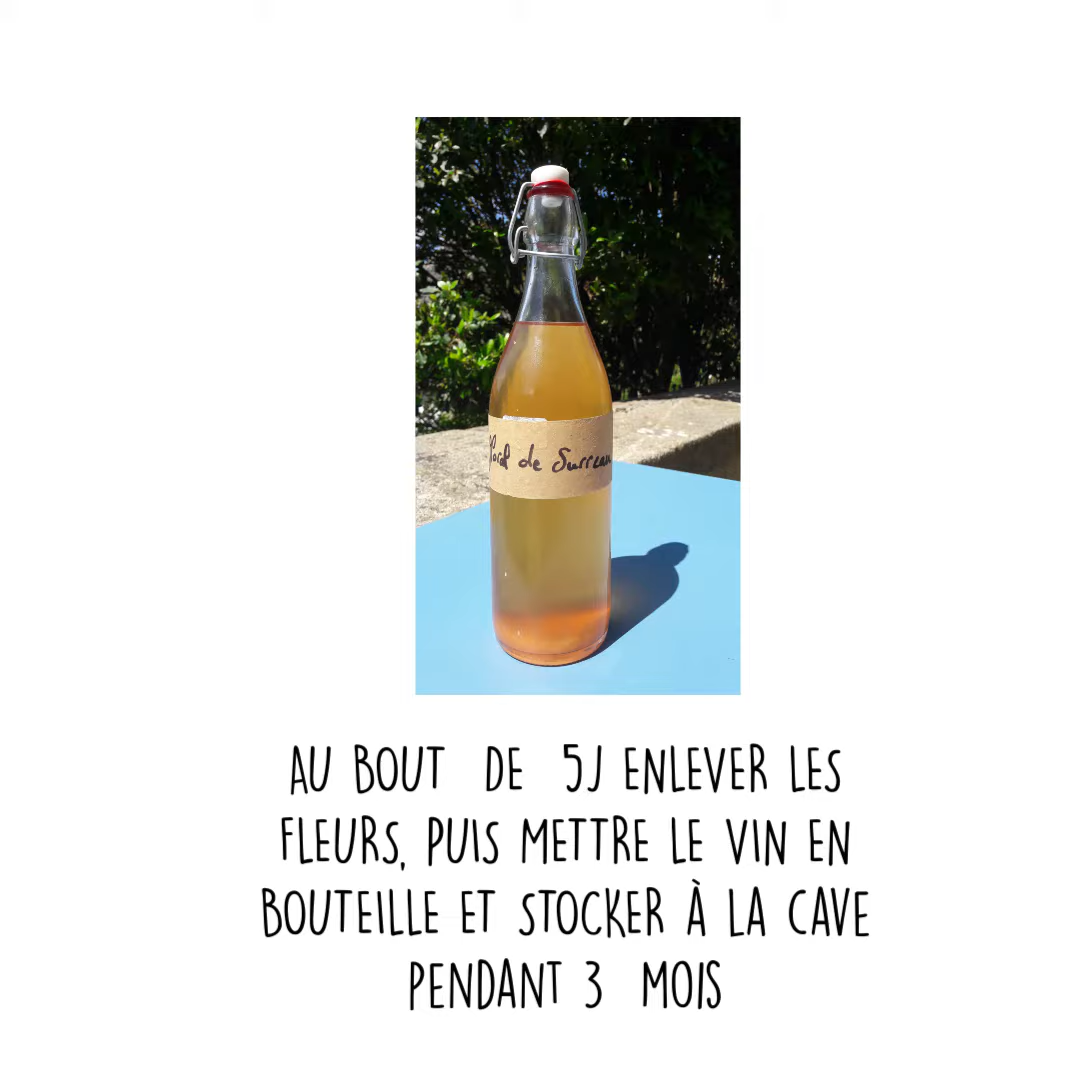 de Surreau
AU BOUT DE 5J ENLEVER LES
FLEURS, PUIS METTRE LE VIN EN
BOUTEILLE ET STOCKER À LA CAVE
PENDANT 3 MOIS